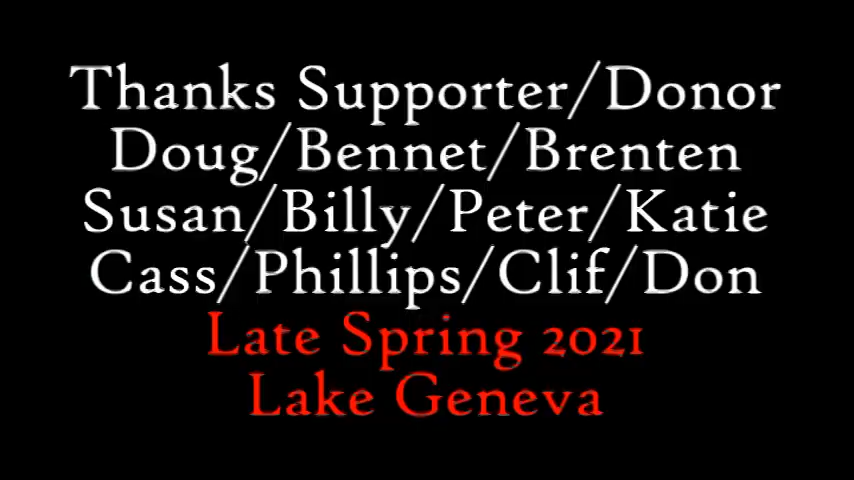 Thanks Supporter/Donor
Doug/Bennet/Brenten
Susan/Billy/Peter/Katie
Cass/Phillips/Clif/Don
Late Spring 2021
Lake Geneva